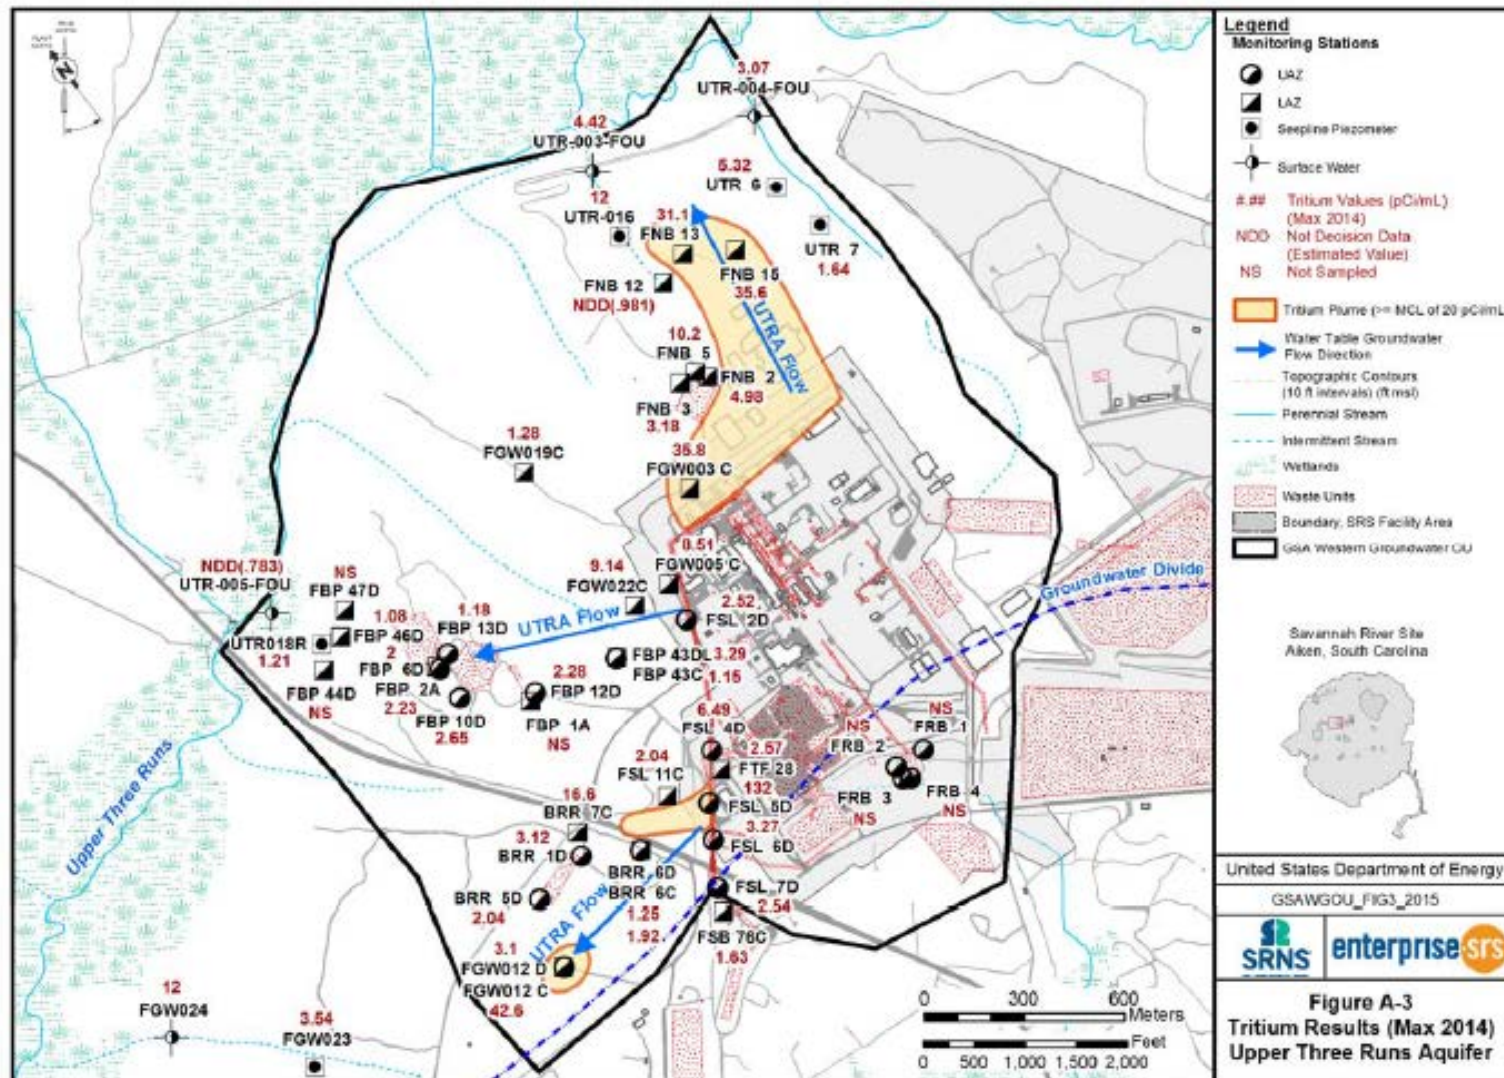 3.07
UTR-004-FOU
4.42
UTR-003-FOU
5.32
UTR 6
12
UTR-016
31.1
FNB 13
UTR 7
1.64
FNB 15
35.6
FNB 12
NDD(.981)
UTRA Flow
10.2
FNB 5
FNB 2
4.98
FNB 3
3.18
1.28
FGW019C
35.8
FGW003 C
Groundwater Divide
NDD(.783)
UTR-005-FOU
NS
FBP 47D
9.14
FGW022C
FGW005 C
2.52
FSL 2D
1.08
FBP 46D
1.18
FBP 13D
UTRA Flow
UTR018R
1.21
2
FBP 6D
FBP 43DL
3.29
FBP 43C
1.15
FBP 44D
NS
FBP 2A
2.23
2.28
FBP 12D
FBP 10D
2.65
FBP 1A
NS
6.49
FSL 4D
NS
FRB 2
NS
FRB 1
2.57
FTF 28
2.04
FSL 11C
132
FSL 5D
FRB 3
NS
FRB 4
NS
16.6
BRR 7C
3.27
FSL 6D
3.12
BRR 1D
BRR 6D
BRR 6C
1.25
1.92
BRR 5D
2.04
UTRA Flow
FSL 7D
2.54
FSB 76C
1.63
3.1
FGW012 D
FGW012 C
42.6
Upper Three Runs
12
FGW024
3.54
FGW023
0 300 600
Meters
Feet
0 500 1,000 1,500 2,000
Legend
Monitoring Stations
UAZ
LAZ
Seepline Piezometer
Surface Water
#.## Tritium Values (pCi/mL)
(Max 2014)
NDD Not Decision Data
(Estimated Value)
NS Not Sampled
Tritium Plume (>= MCL of 20 pCi/mL
Water Table Groundwater
Flow Direction
Topographic Contours
(10 ft intervals) (ft msl)
Perennial Stream
Intermittent Stream
Wetlands
Waste Units
Boundary, SRS Facility Area
GSA Western Groundwater OU
Savannah River Site
Aiken, South Carolina
United States Department of Energy
GSAWGOU_FIG3_2015
SRNS
enterprise.srs
Figure A-3
Tritium Results (Max 2014)
Upper Three Runs Aquifer